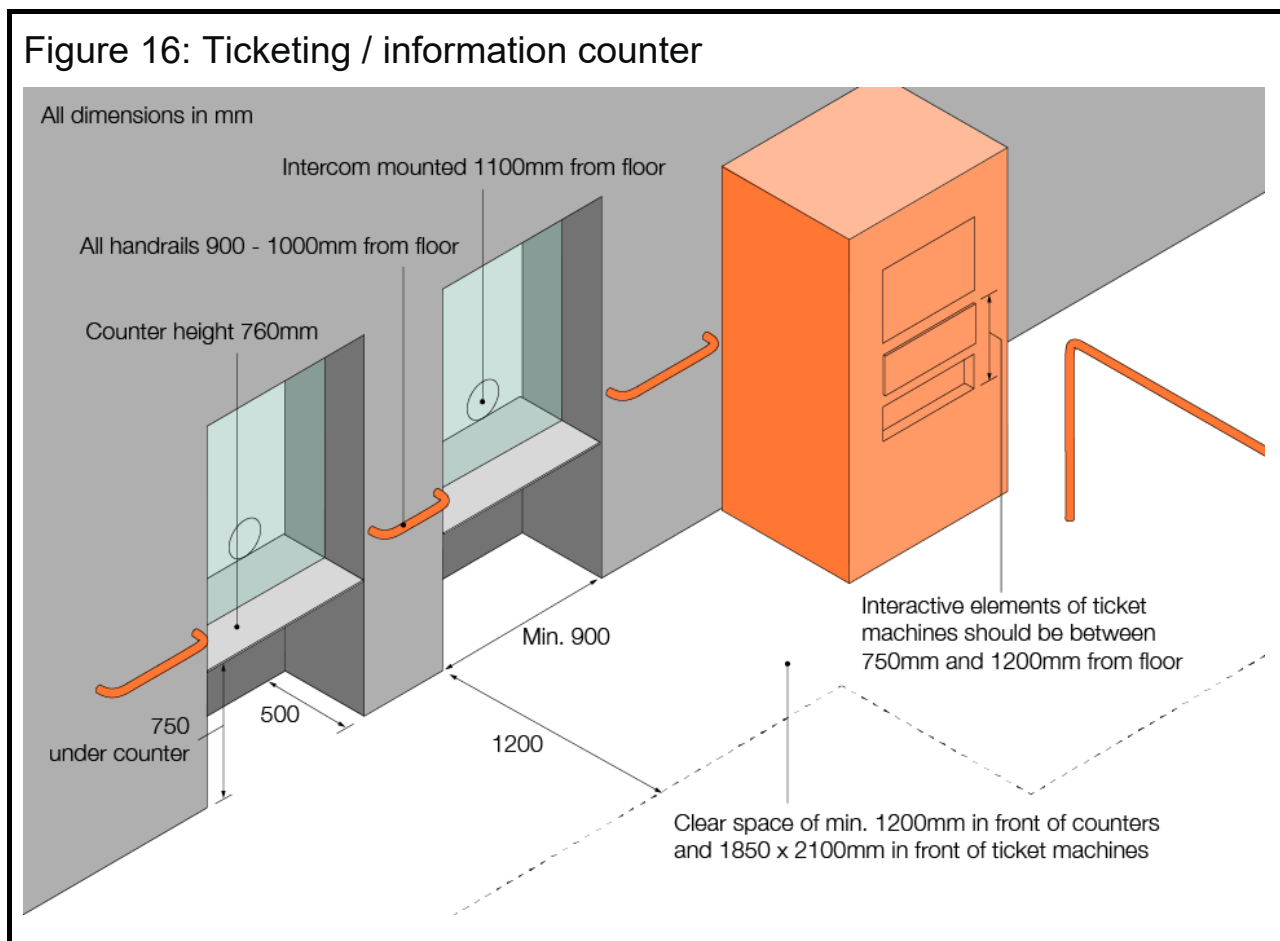 Figure 16: Ticketing / information counter
All dimensions in mm
Intercom mounted 1100mm from floor
All handrails 900 - 1000mm from floor
Counter height 760mm
Min. 900
Interactive elements of ticket
machines should be between
750mm and 1200mm from floor
500
750
under counter
1200
Clear space of min. 1200mm in front of counters
and 1850 x 2100mm in front of ticket machines